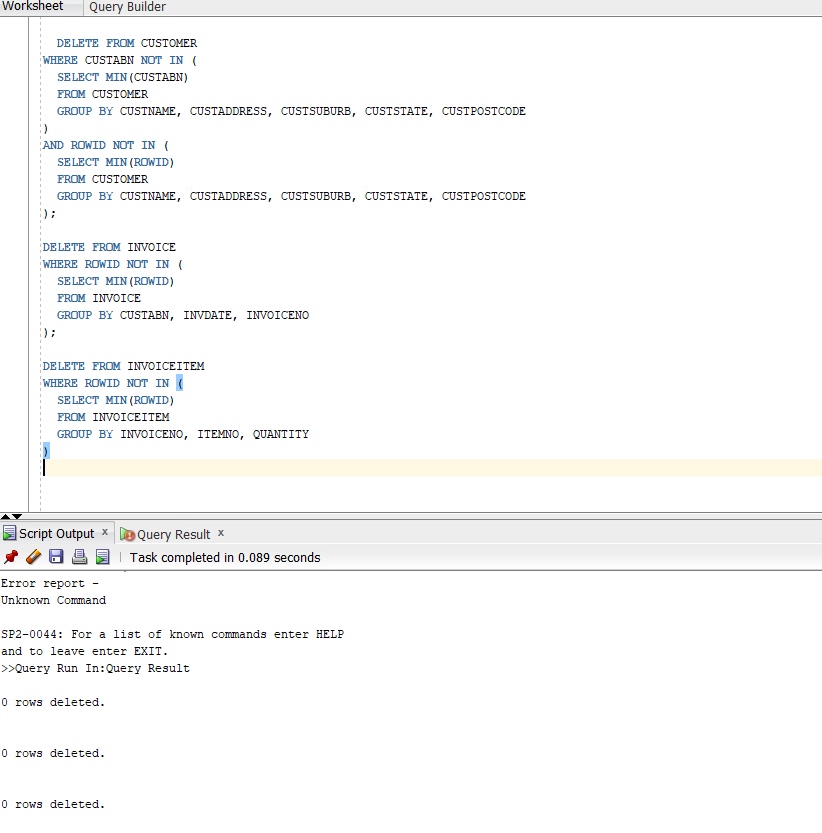 Worksheet Query Builder
DELETE FROM CUSTOMER
WHERE CUSTABN NOT IN (
SELECT MIN(CUSTABN)
FROM CUSTOMER
GROUP BY CUSTNAME, CUSTADDRESS, CUSTSUBURB, CUSTSTATE, CUSTPOSTCODE
)
AND ROWID NOT IN (
SELECT MIN(ROWID)
FROM CUSTOMER
GROUP BY CUSTNAME, CUSTADDRESS, CUSTSUBURB, CUSTSTATE, CUSTPOSTCODE
);
DELETE FROM INVOICE
WHERE ROWID NOT IN (
SELECT MIN(ROWID)
FROM INVOICE
GROUP BY CUSTABN, INVDATE, INVOICENO
);
DELETE FROM INVOICEITEM
WHERE ROWID NOT IN (
SELECT MIN(ROWID)
FROM INVOICEITEM
GROUP BY INVOICENO, ITEMNO, QUANTITY
)
Script Output x Query Result x
Task completed in 0.089 seconds
Error report -
Unknown Command
SP2-0044: For a list of known commands enter HELP
and to leave enter EXIT.
>>Query Run In:Query Result
0 rows deleted.
0 rows deleted.
0 rows deleted.